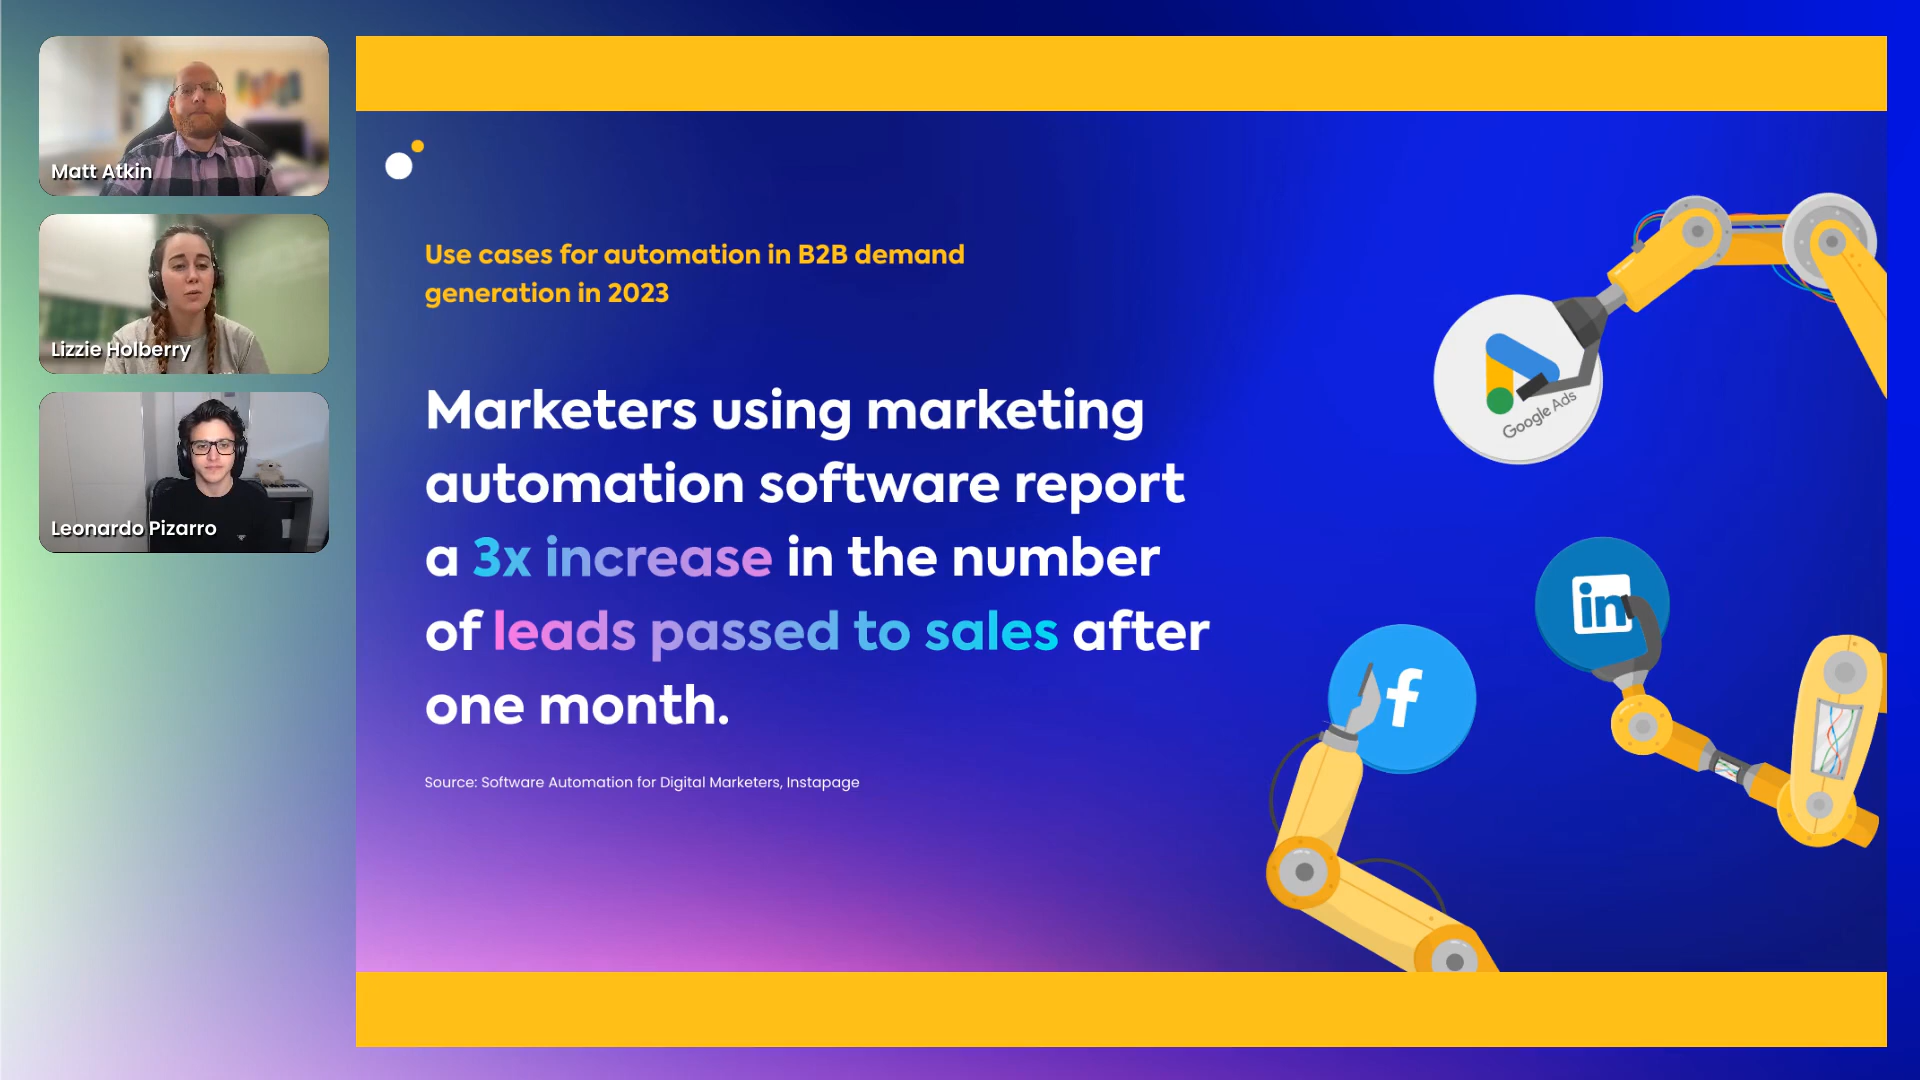 Matt Atkin
Lizzie Holberry
Leonardo Pizarro
Use cases for automation in B2B demand
generation in 2023
Marketers using marketing
automation software report
a 3x increase in the number
of leads passed to sales after
one month.
Source: Software Automation for Digital Marketers, Instapage
Google Ads
in
f